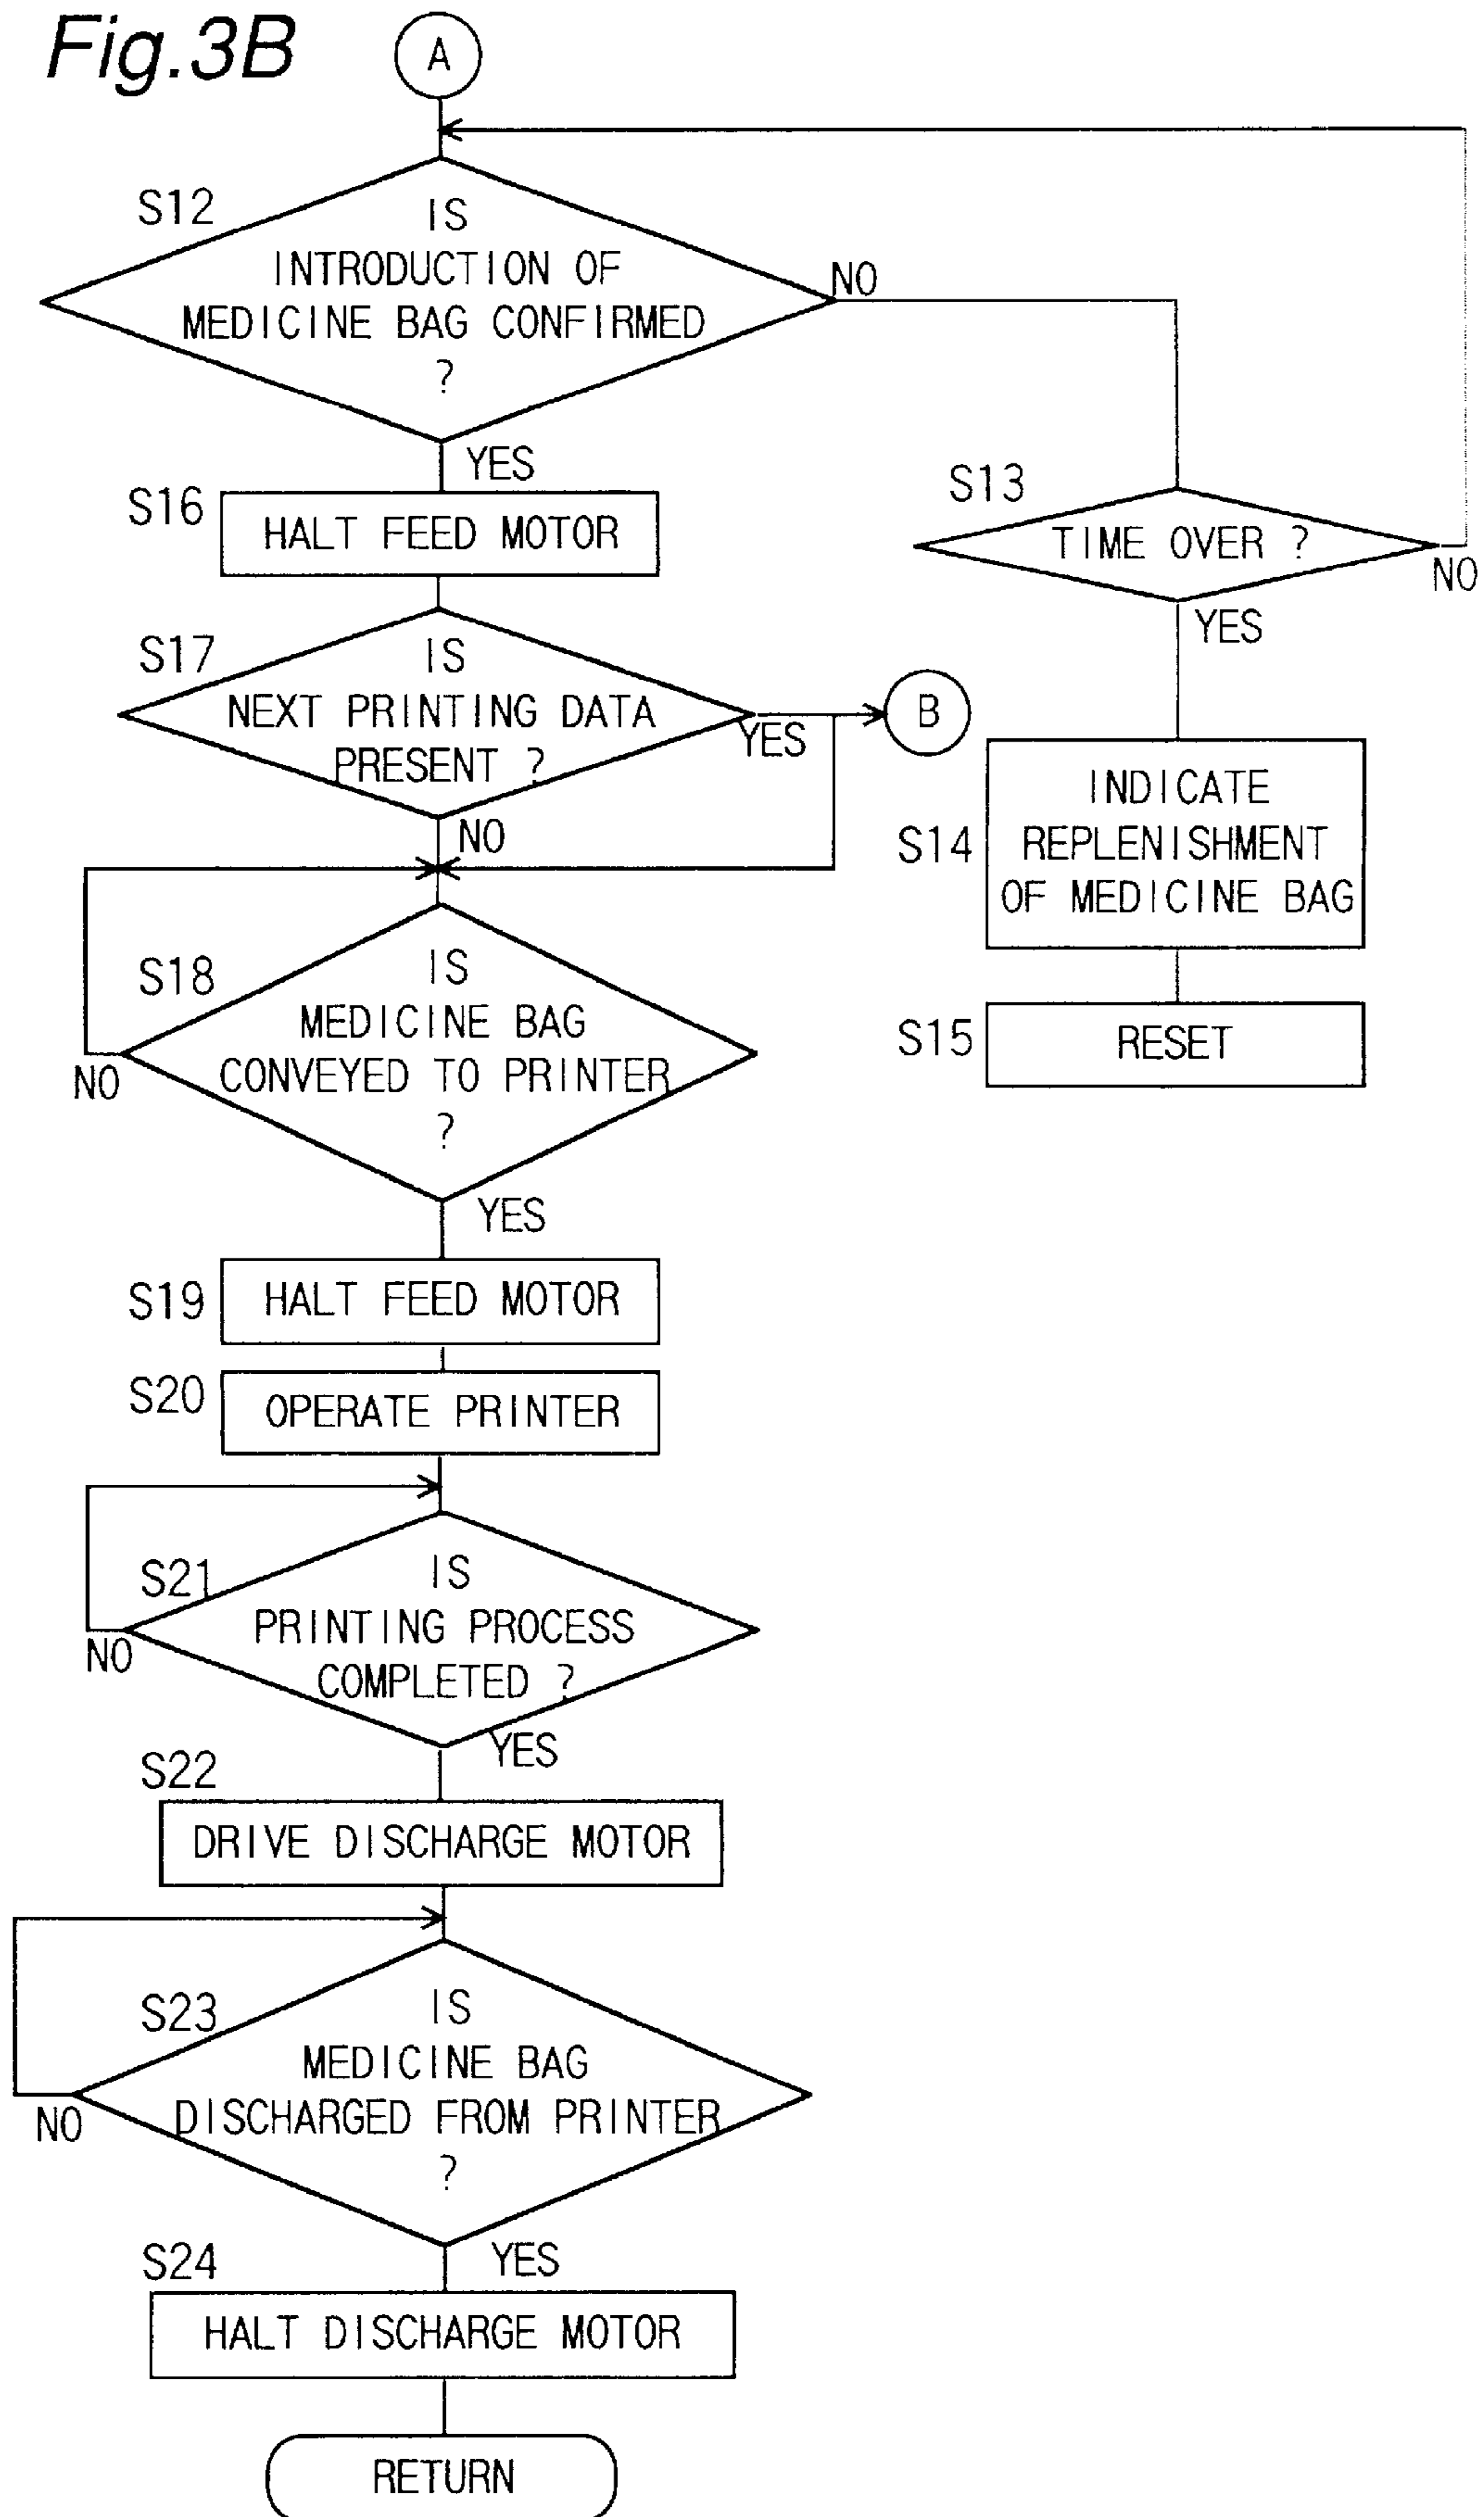 Fig.3B
A
S12
IS
INTRODUCTION OF
MEDICINE BAG CONFIRMED
?
NO
YES
S13
TIME OVER ?
NO
YES
S16
HALT FEED MOTOR
S17
IS
NEXT PRINTING DATA
PRESENT ?
YES
B
NO
S14
INDICATE
REPLENISHMENT
OF MEDICINE BAG
S15
RESET
S18
IS
MEDICINE BAG
CONVEYED TO PRINTER
?
NO
YES
S19
HALT FEED MOTOR
S20
OPERATE PRINTER
S21
IS
PRINTING PROCESS
COMPLETED ?
NO
YES
S22
DRIVE DISCHARGE MOTOR
S23
IS
MEDICINE BAG
DISCHARGED FROM PRINTER
?
NO
YES
S24
HALT DISCHARGE MOTOR
RETURN